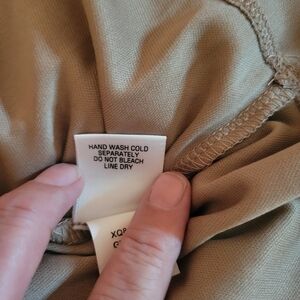 HAND WASH COLD
SEPARATELY
DO NOT BLEACH
LINE DRY